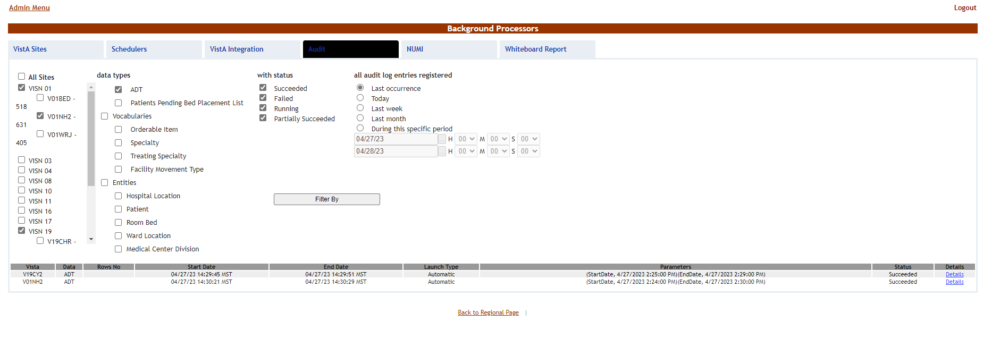 Admin Menu
Logout
Background Processors
VistA Sites
Schedulers
VistA Integration
Audit
NUMI
Whiteboard Report
All Sites
VISN 01
V01BED -
518
V01NH2 -
631
V01WRJ -
405
VISN 03
VISN 04
VISN 08
VISN 10
VISN 11
VISN 16
VISN 17
VISN 19
V19CHR -
data types
ADT
Patients Pending Bed Placement List
Vocabularies
Orderable Item
Specialty
Treating Specialty
Facility Movement Type
Entities
Hospital Location
Patient
Room Bed
Ward Location
Medical Center Division
with status
Succeeded
Failed
Running
Partially Succeeded
all audit log entries registered
Last occurrence
Today
Last week
Last month
During this specific period
04/27/23 ... H 00 M 00 S 00
04/28/23 ... H 00 M 00 S 00
Filter By
Vista Data Rows No Start Date End Date Launch Type Parameters Status Details
V19CY2 ADT 04/27/23 14:29:45 MST 04/27/23 14:29:51 MST Automatic (StartDate, 4/27/2023 2:25:00 PM)(EndDate, 4/27/2023 2:29:00 PM) Succeeded Details
V01NH2 ADT 04/27/23 14:30:21 MST 04/27/23 14:30:29 MST Automatic (StartDate, 4/27/2023 2:24:00 PM)(EndDate, 4/27/2023 2:30:00 PM) Succeeded Details
Back to Regional Page |